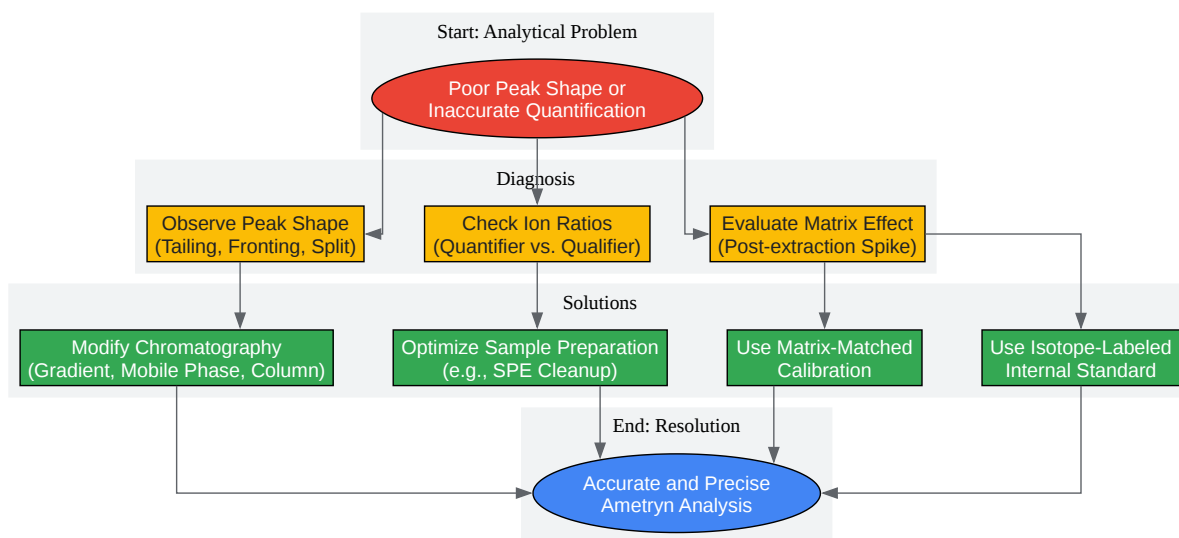 Start: Analytical Problem
Poor Peak Shape or
Inaccurate Quantification
Diagnosis
Observe Peak Shape
(Tailing, Fronting, Split)
Check Ion Ratios
(Quantifier vs. Qualifier)
Evaluate Matrix Effect
(Post-extraction Spike)
Solutions
Modify Chromatography
(Gradient, Mobile Phase, Column)
Optimize Sample Preparation
(e.g., SPE Cleanup)
Use Matrix-Matched
Calibration
Use Isotope-Labeled
Internal Standard
End: Resolution
Accurate and Precise
Ametryn Analysis